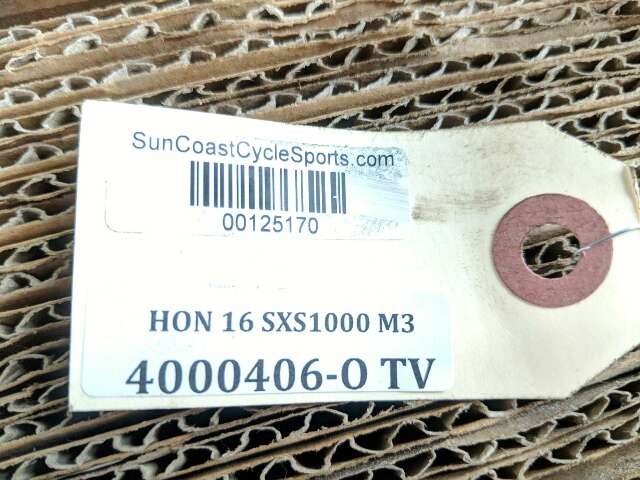 SunCoastCycleSports.com
00125170
HON 16 SXS1000 M3
4000406-O TV